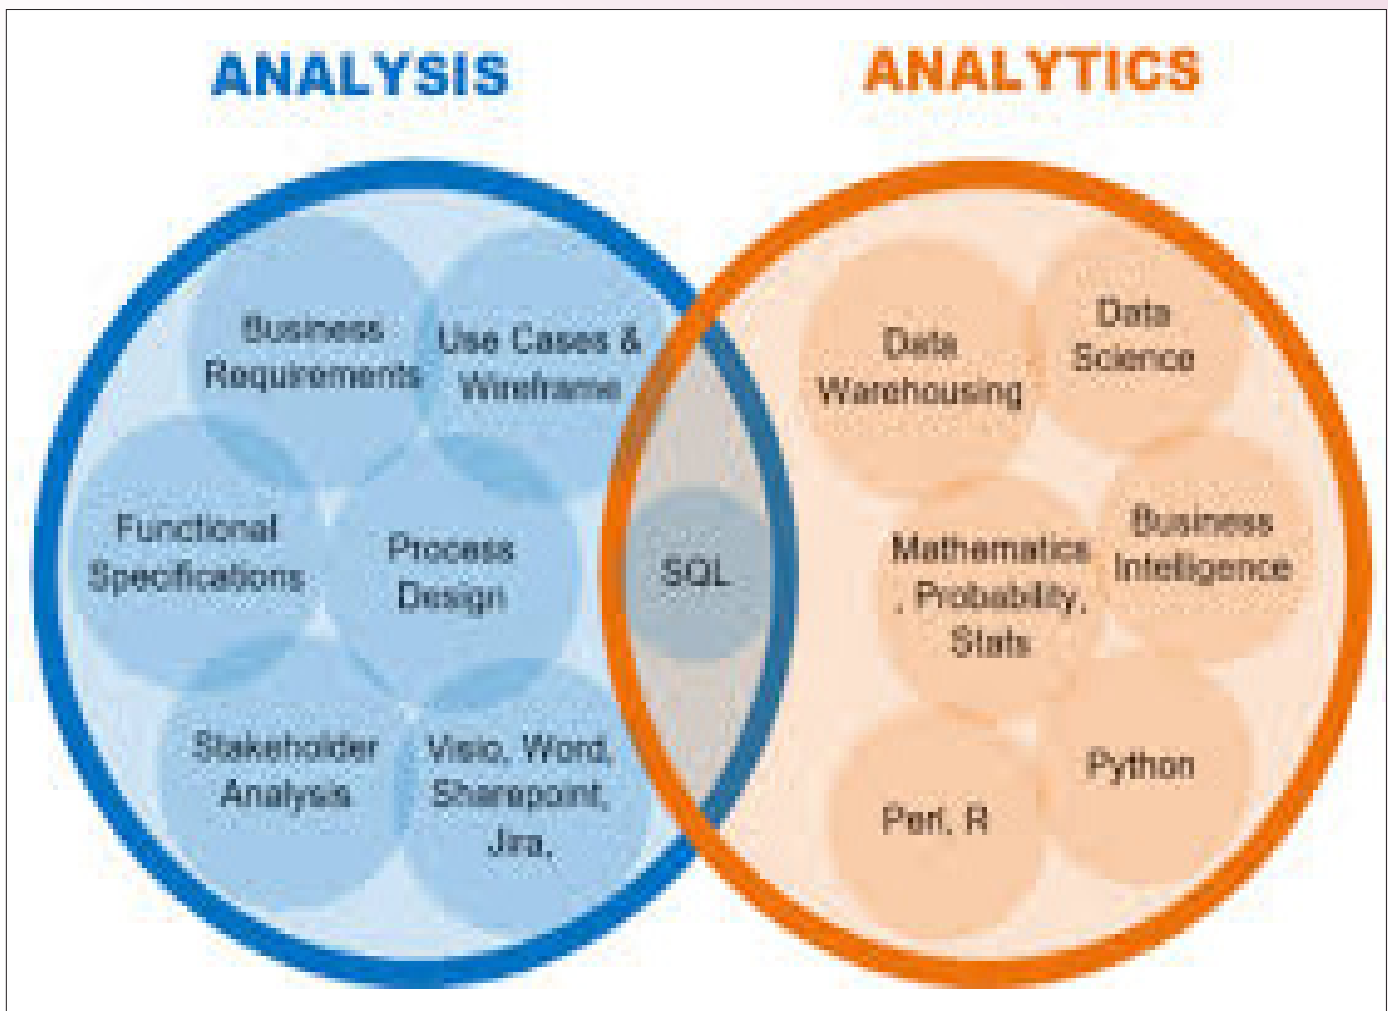 ANALYSIS
ANALYTICS
Business
Requirements
Use Cases &
Wireframe
Functional
Specifications
Process
Design
Stakeholder
Analysis
Visio, Word,
Sharepoint,
Jira,
SQL
Data
Warehousing
Data
Science
Mathematics
, Probability,
Stats
Business
Intelligence
Perl, R
Python